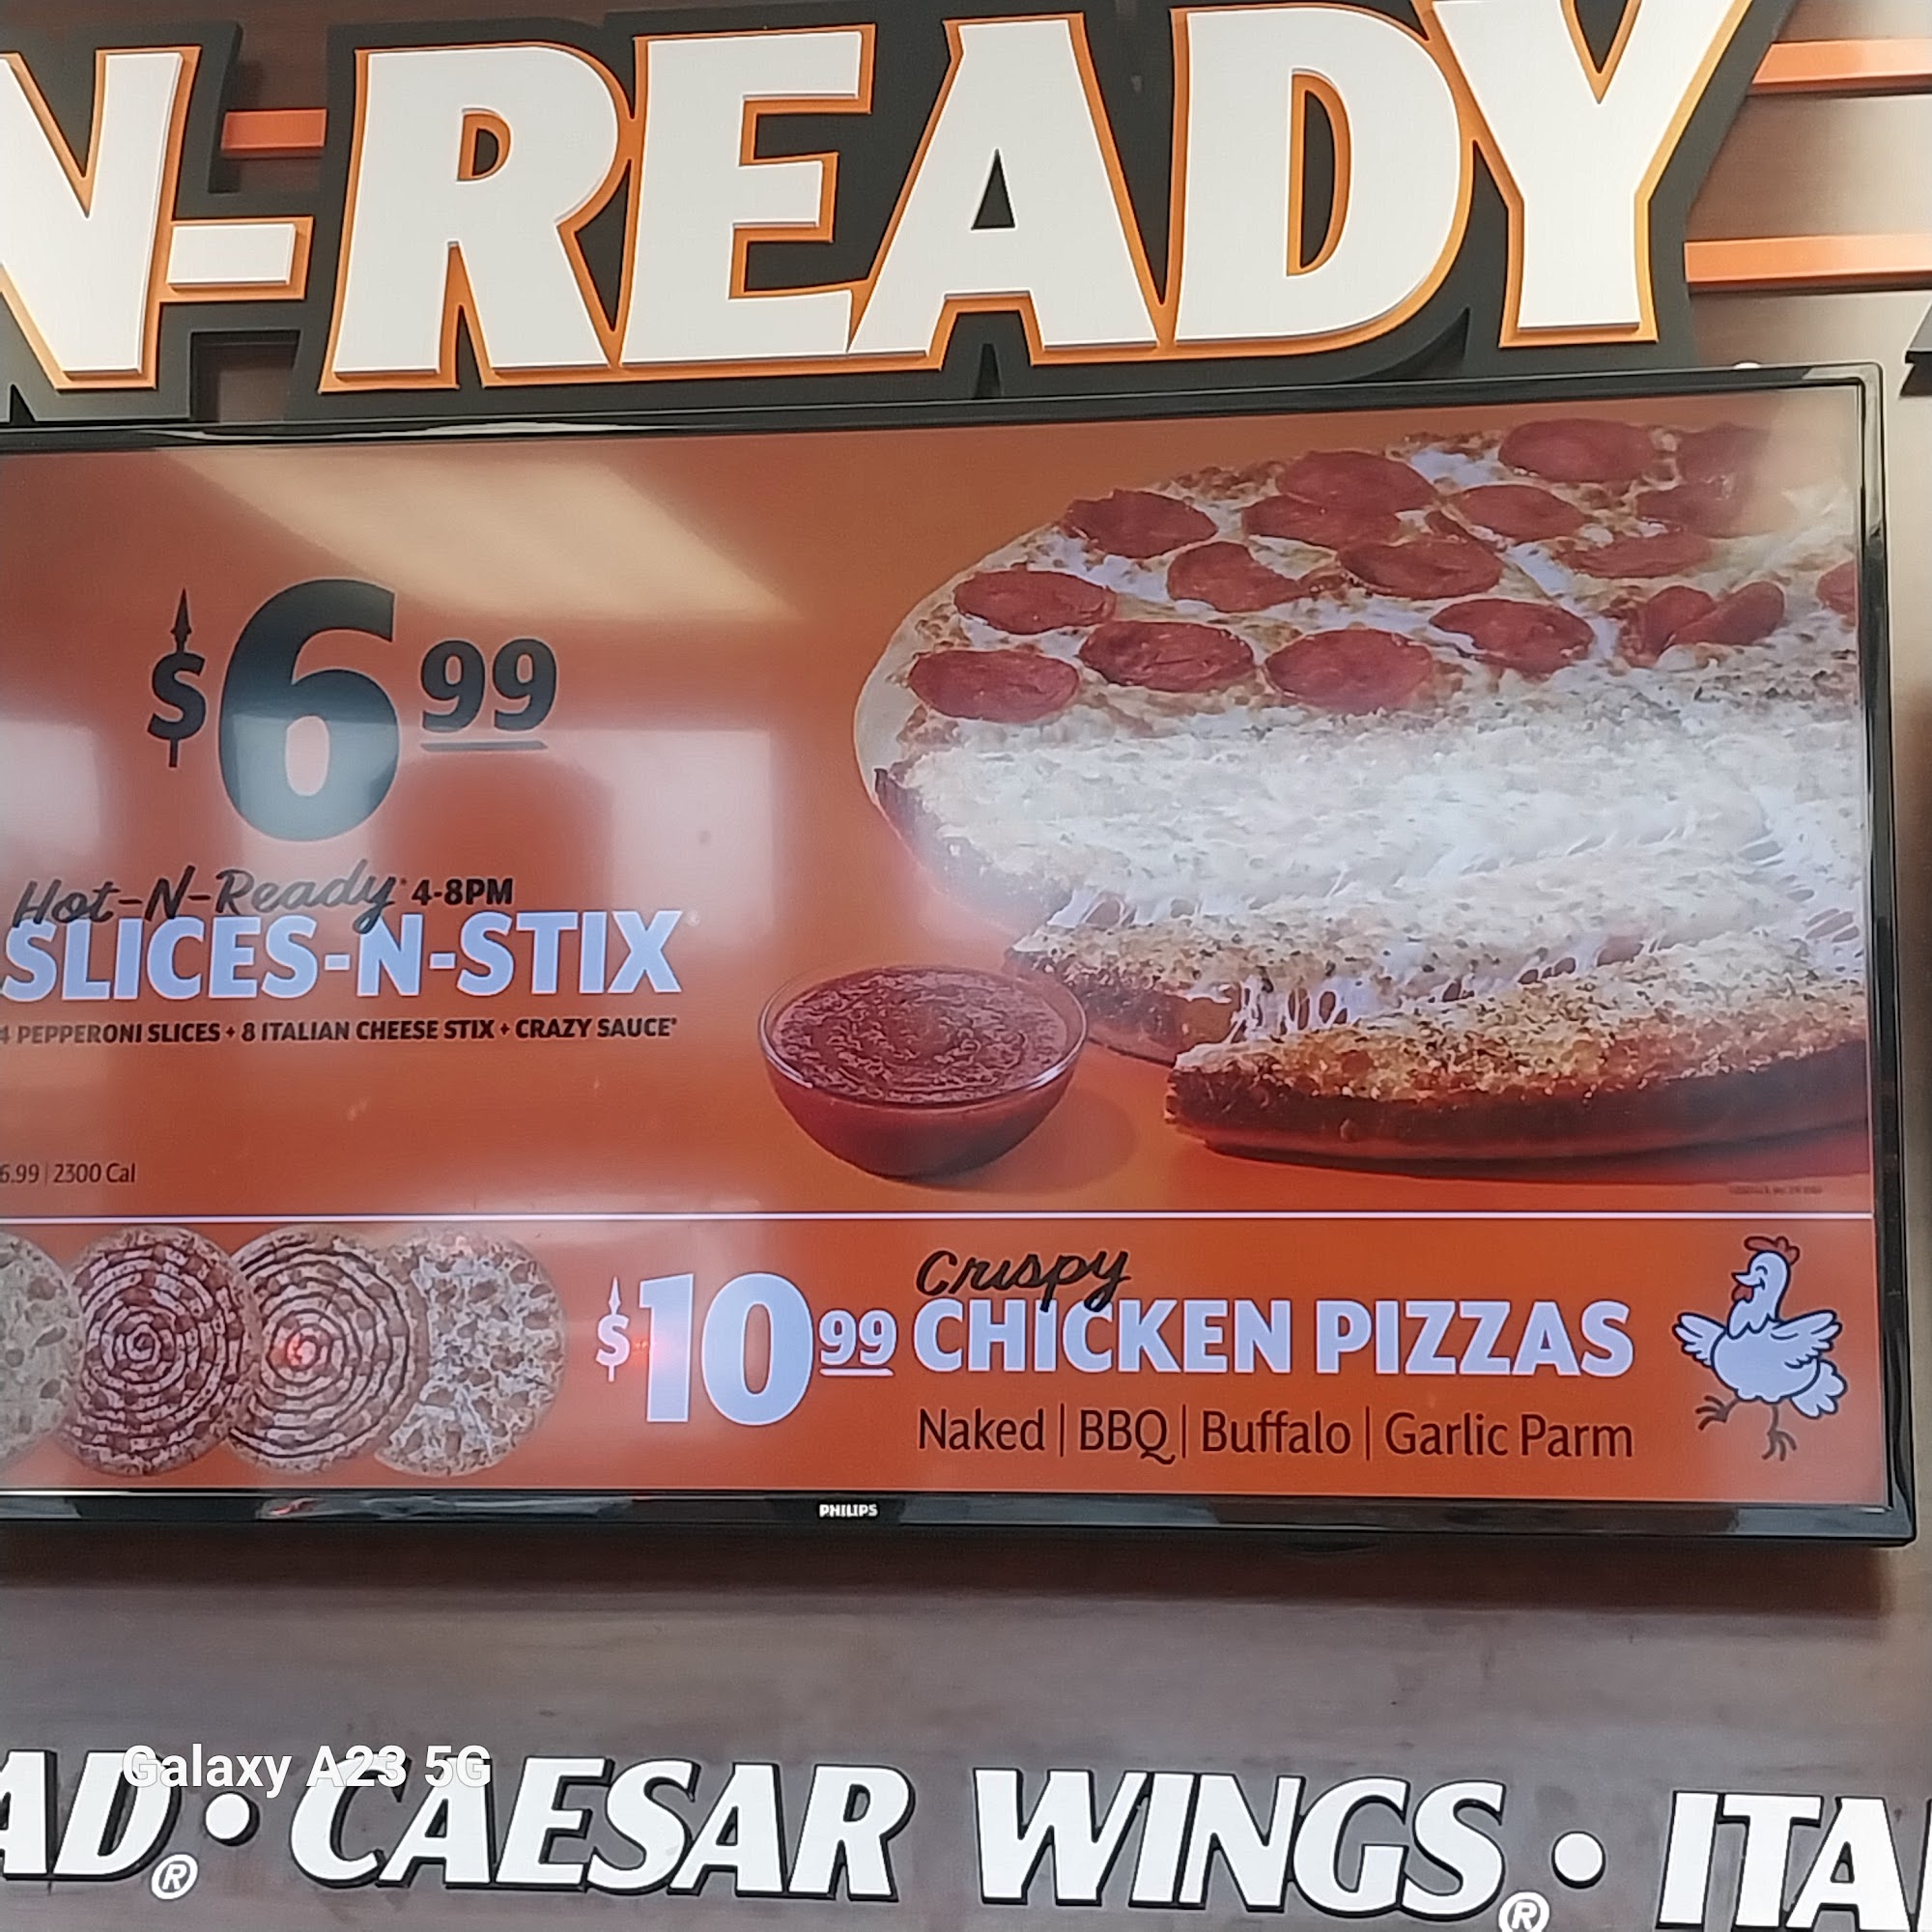 N-READY
$6 99
Hot-N-Ready® 4-8PM
SLICES-N-STIX®
4 PEPPERONI SLICES + 8 ITALIAN CHEESE STIX + CRAZY SAUCE®
6.99 | 2300 Cal
Crispy
$10 99 CHICKEN PIZZAS
Naked | BBQ | Buffalo | Garlic Parm
PHILIPS
Galaxy A23 5G
AD® • CAESAR WINGS® • ITA